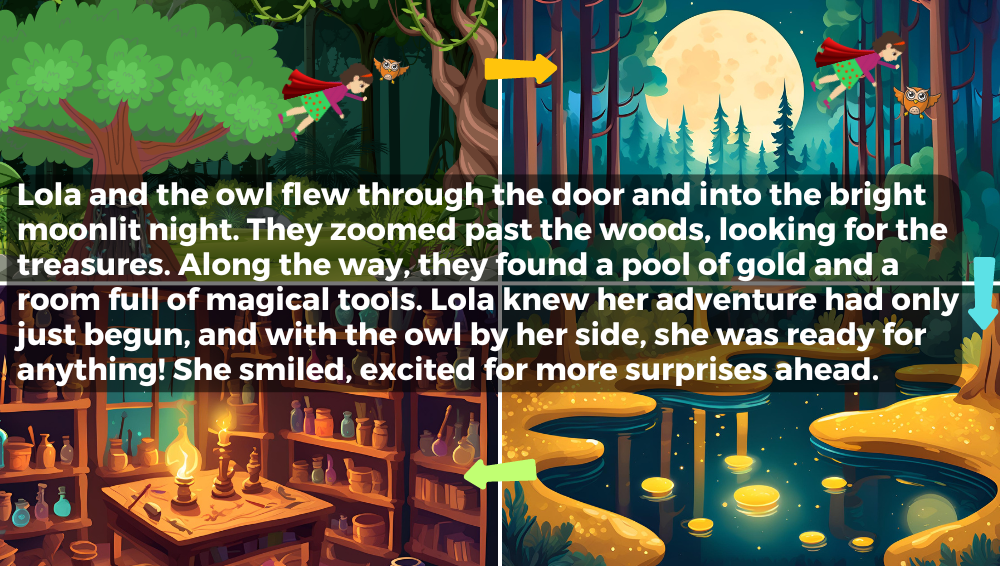 Lola and the owl flew through the door and into the bright
moonlit night. They zoomed past the woods, looking for the
treasures. Along the way, they found a pool of gold and a
room full of magical tools. Lola knew her adventure had only
just begun, and with the owl by her side, she was ready for
anything! She smiled, excited for more surprises ahead.